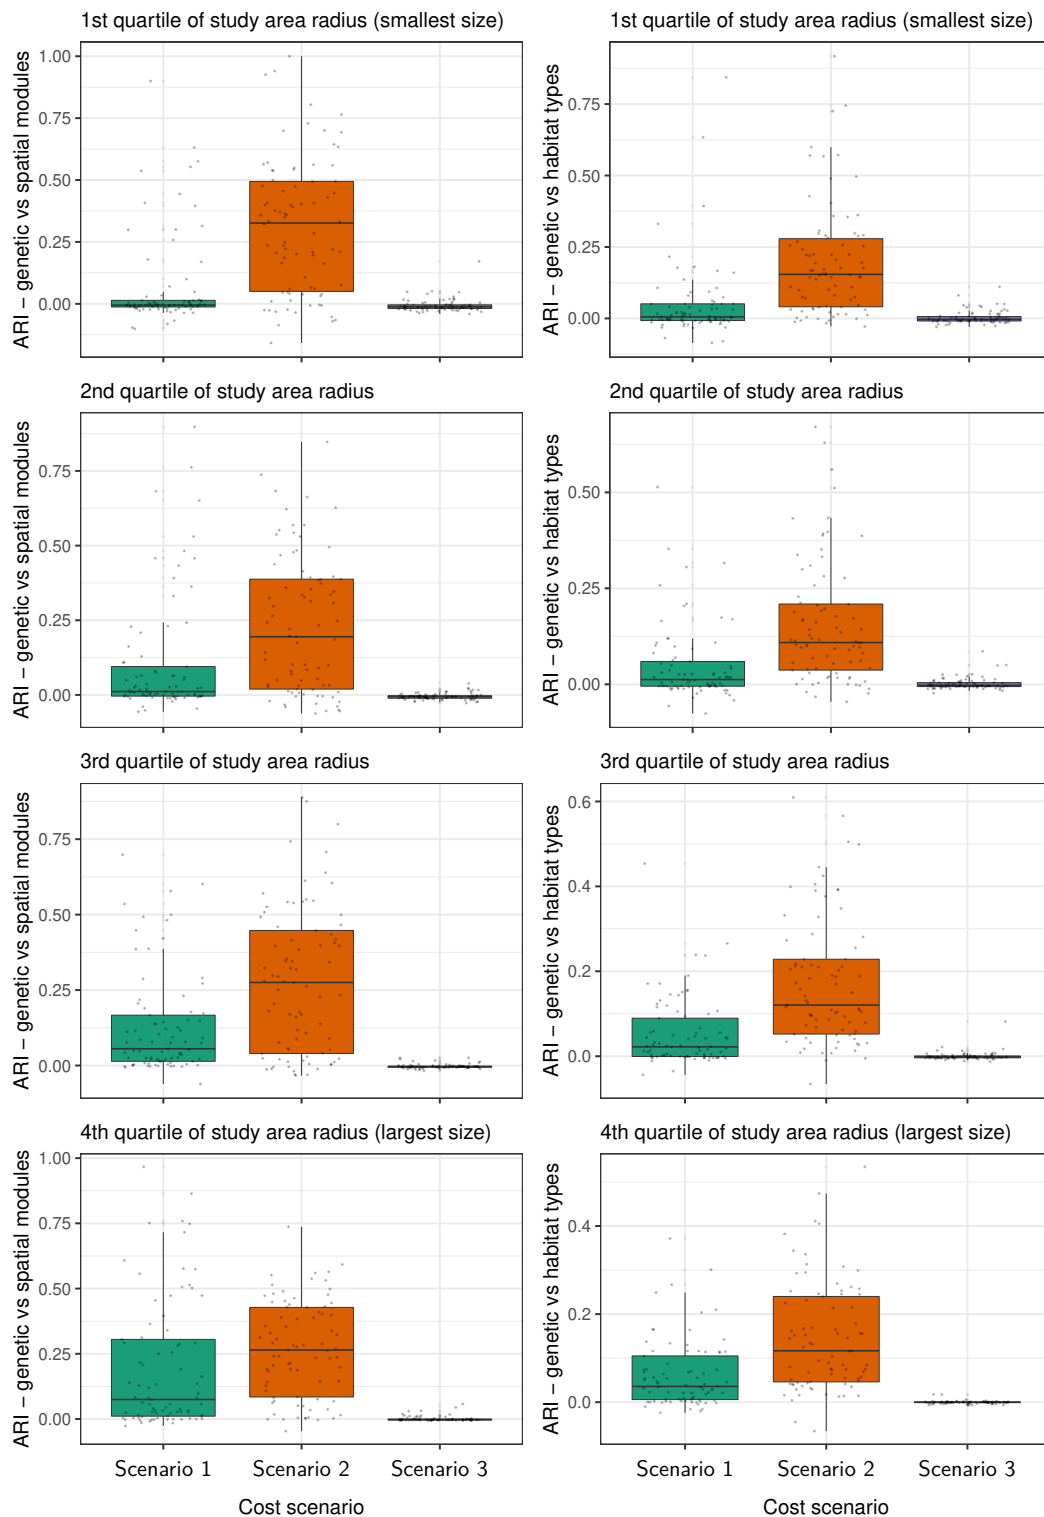 1st quartile of study area radius (smallest size)
ARI − genetic vs spatial modules
1.00
0.75
0.50
0.25
0.00
1st quartile of study area radius (smallest size)
ARI − genetic vs habitat types
0.75
0.50
0.25
0.00
2nd quartile of study area radius
ARI − genetic vs spatial modules
0.75
0.50
0.25
0.00
2nd quartile of study area radius
ARI − genetic vs habitat types
0.50
0.25
0.00
3rd quartile of study area radius
ARI − genetic vs spatial modules
0.75
0.50
0.25
0.00
3rd quartile of study area radius
ARI − genetic vs habitat types
0.6
0.4
0.2
0.0
4th quartile of study area radius (largest size)
ARI − genetic vs spatial modules
1.00
0.75
0.50
0.25
0.00
Scenario 1 Scenario 2 Scenario 3
Cost scenario
4th quartile of study area radius (largest size)
ARI − genetic vs habitat types
0.4
0.2
0.0
Scenario 1 Scenario 2 Scenario 3
Cost scenario